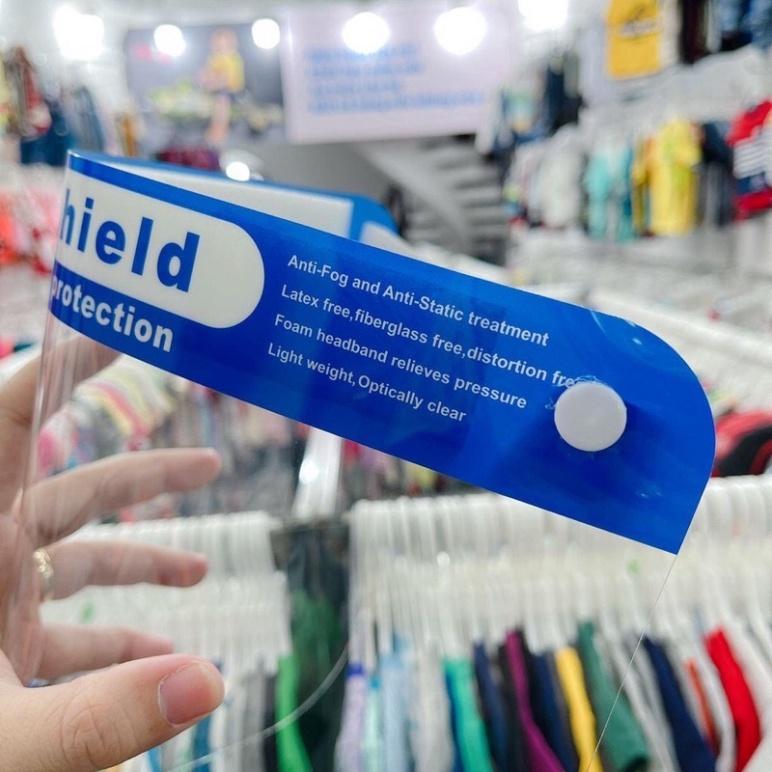 hield
protection
Anti-Fog and Anti-Static treatment
Latex free,fiberglass free,distortion free
Foam headband relieves pressure
Light weight,Optically clear